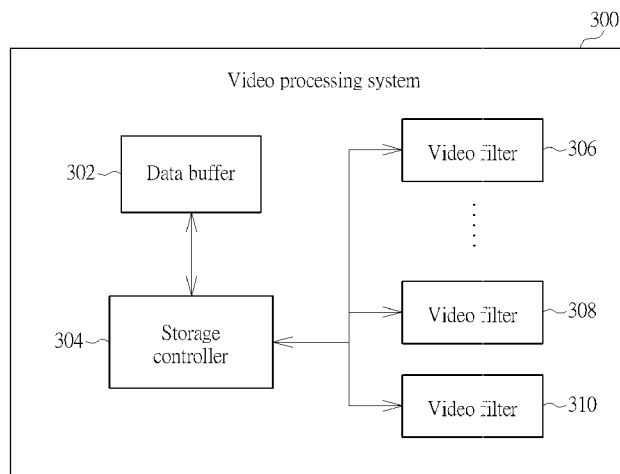 300
Video processing system
302
Data buffer
Video filter
306
304
Storage
controller
Video filter
308
Video filter
310